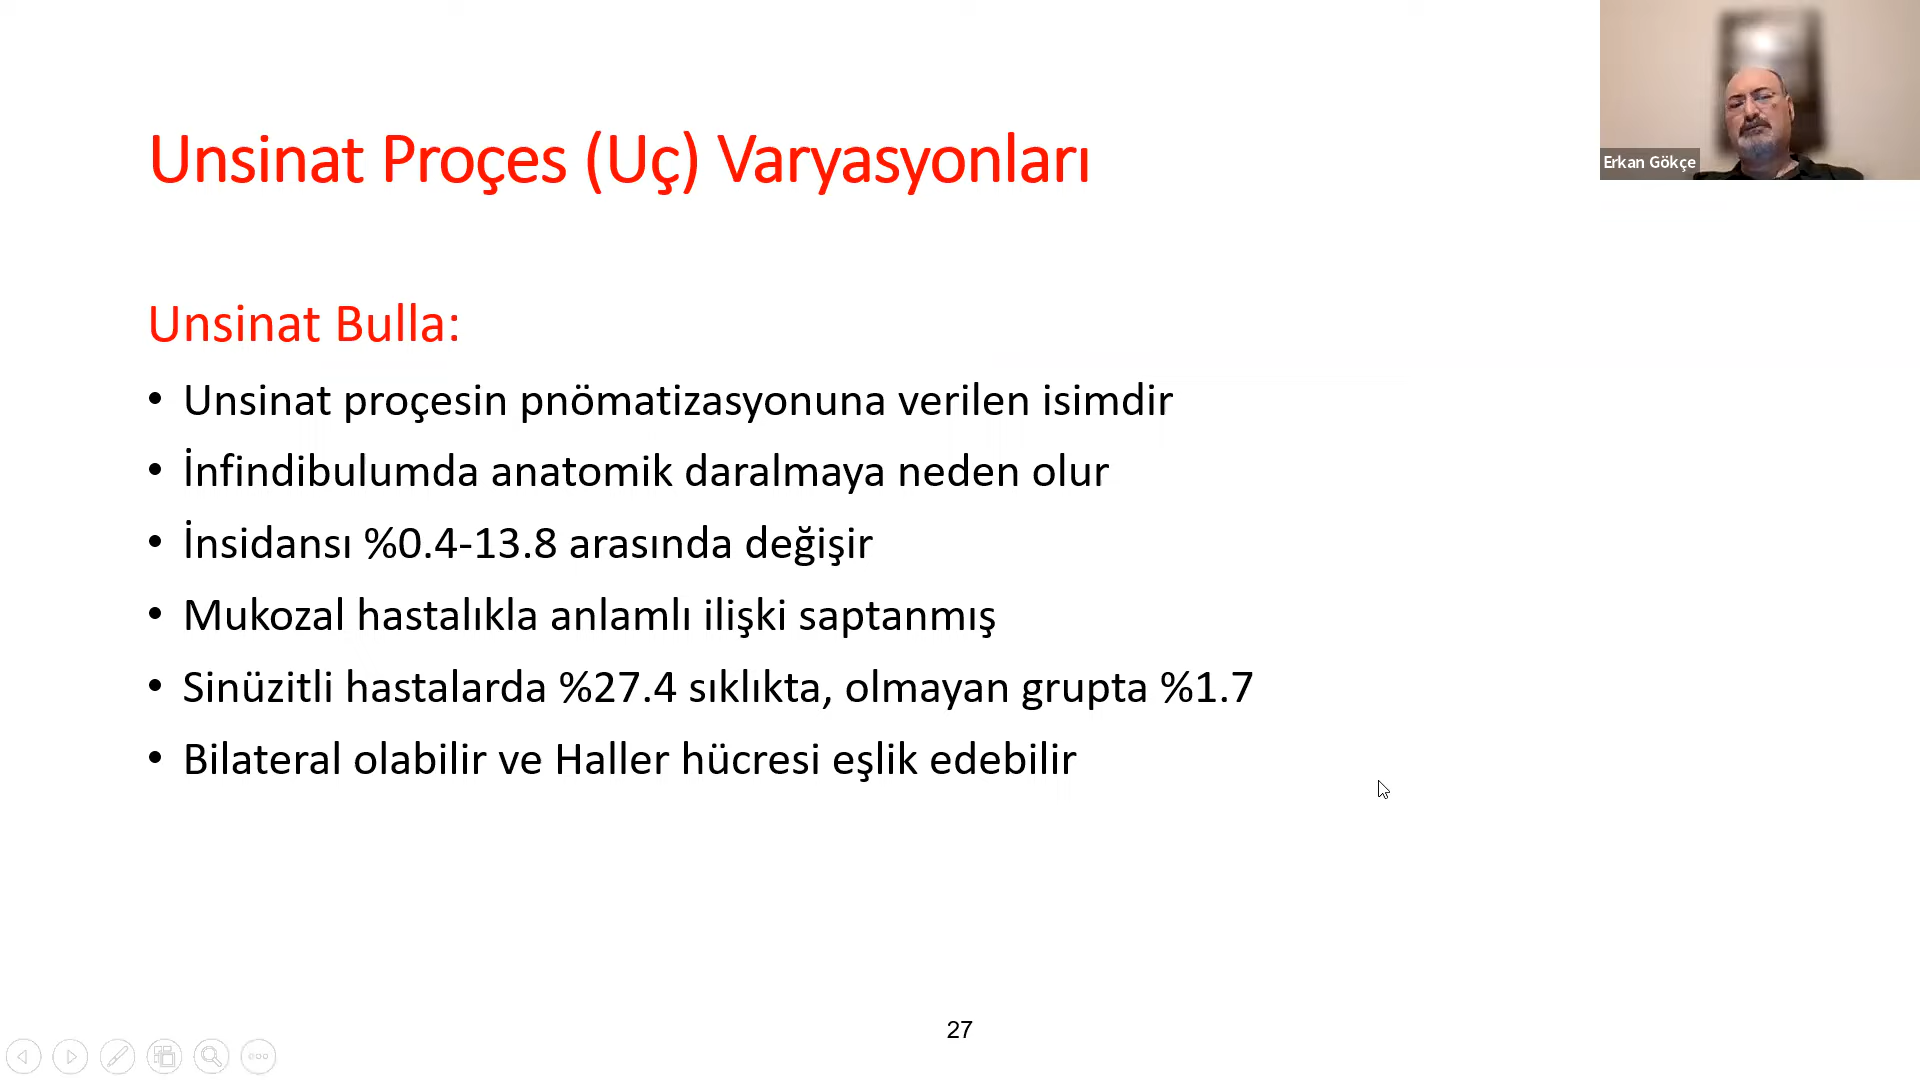 Erkan Gökçe
Unsinat Proçes (Uç) Varyasyonları
Unsinat Bulla:
• Unsinat proçesin pnömatizasyonuna verilen isimdir
• İnfindibulumda anatomik daralmaya neden olur
• İnsidansı %0.4-13.8 arasında değişir
• Mukozal hastalıkla anlamlı ilişki saptanmış
• Sinüzitli hastalarda %27.4 sıklıkta, olmayan grupta %1.7
• Bilateral olabilir ve Haller hücresi eşlik edebilir
27